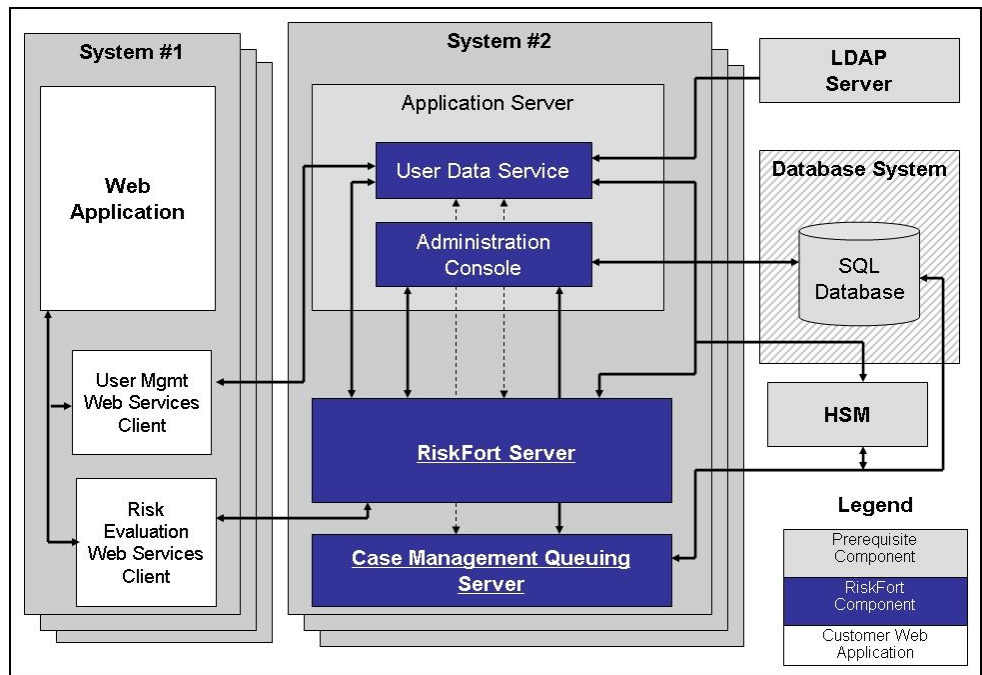 System #1
Web
Application
User Mgmt
Web Services
Client
Risk
Evaluation
Web Services
Client
System #2
Application Server
User Data Service
Administration
Console
RiskFort Server
Case Management Queuing
Server
LDAP
Server
Database System
SQL
Database
HSM
Legend
Prerequisite
Component
RiskFort
Component
Customer Web
Application